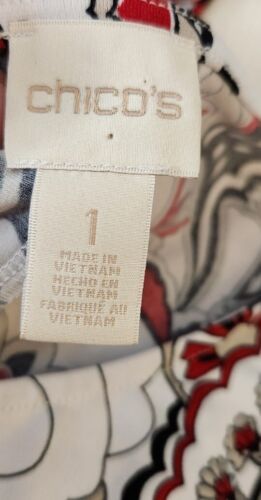 chico's
1
MADE IN
VIETNAM
HECHO EN
VIETNAM
FABRIQUÉ AU
VIETNAM